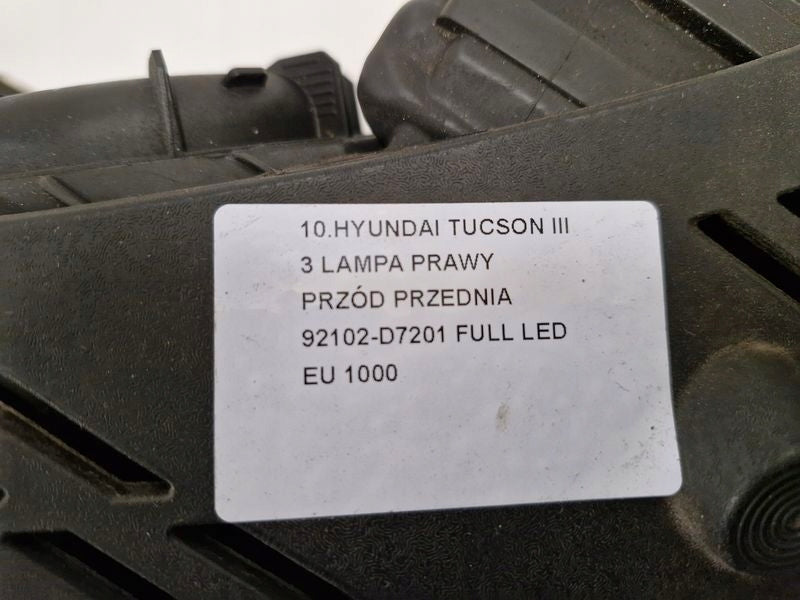 10.HYUNDAI TUCSON III
3 LAMPA PRAWY
PRZÓD PRZEDNIA
92102-D7201 FULL LED
EU 1000